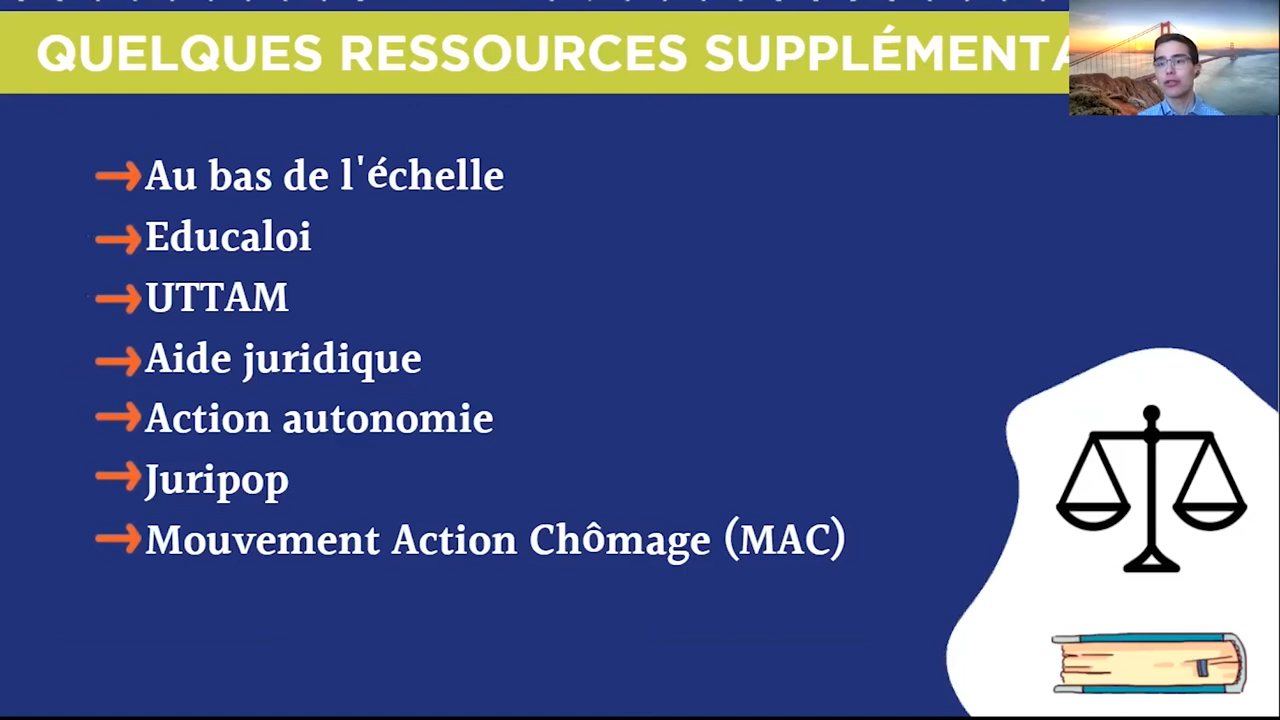 QUELQUES RESSOURCES SUPPLÉMENTA
Au bas de l'échelle
Educaloi
UTTAM
Aide juridique
Action autonomie
Juripop
Mouvement Action Chômage (MAC)